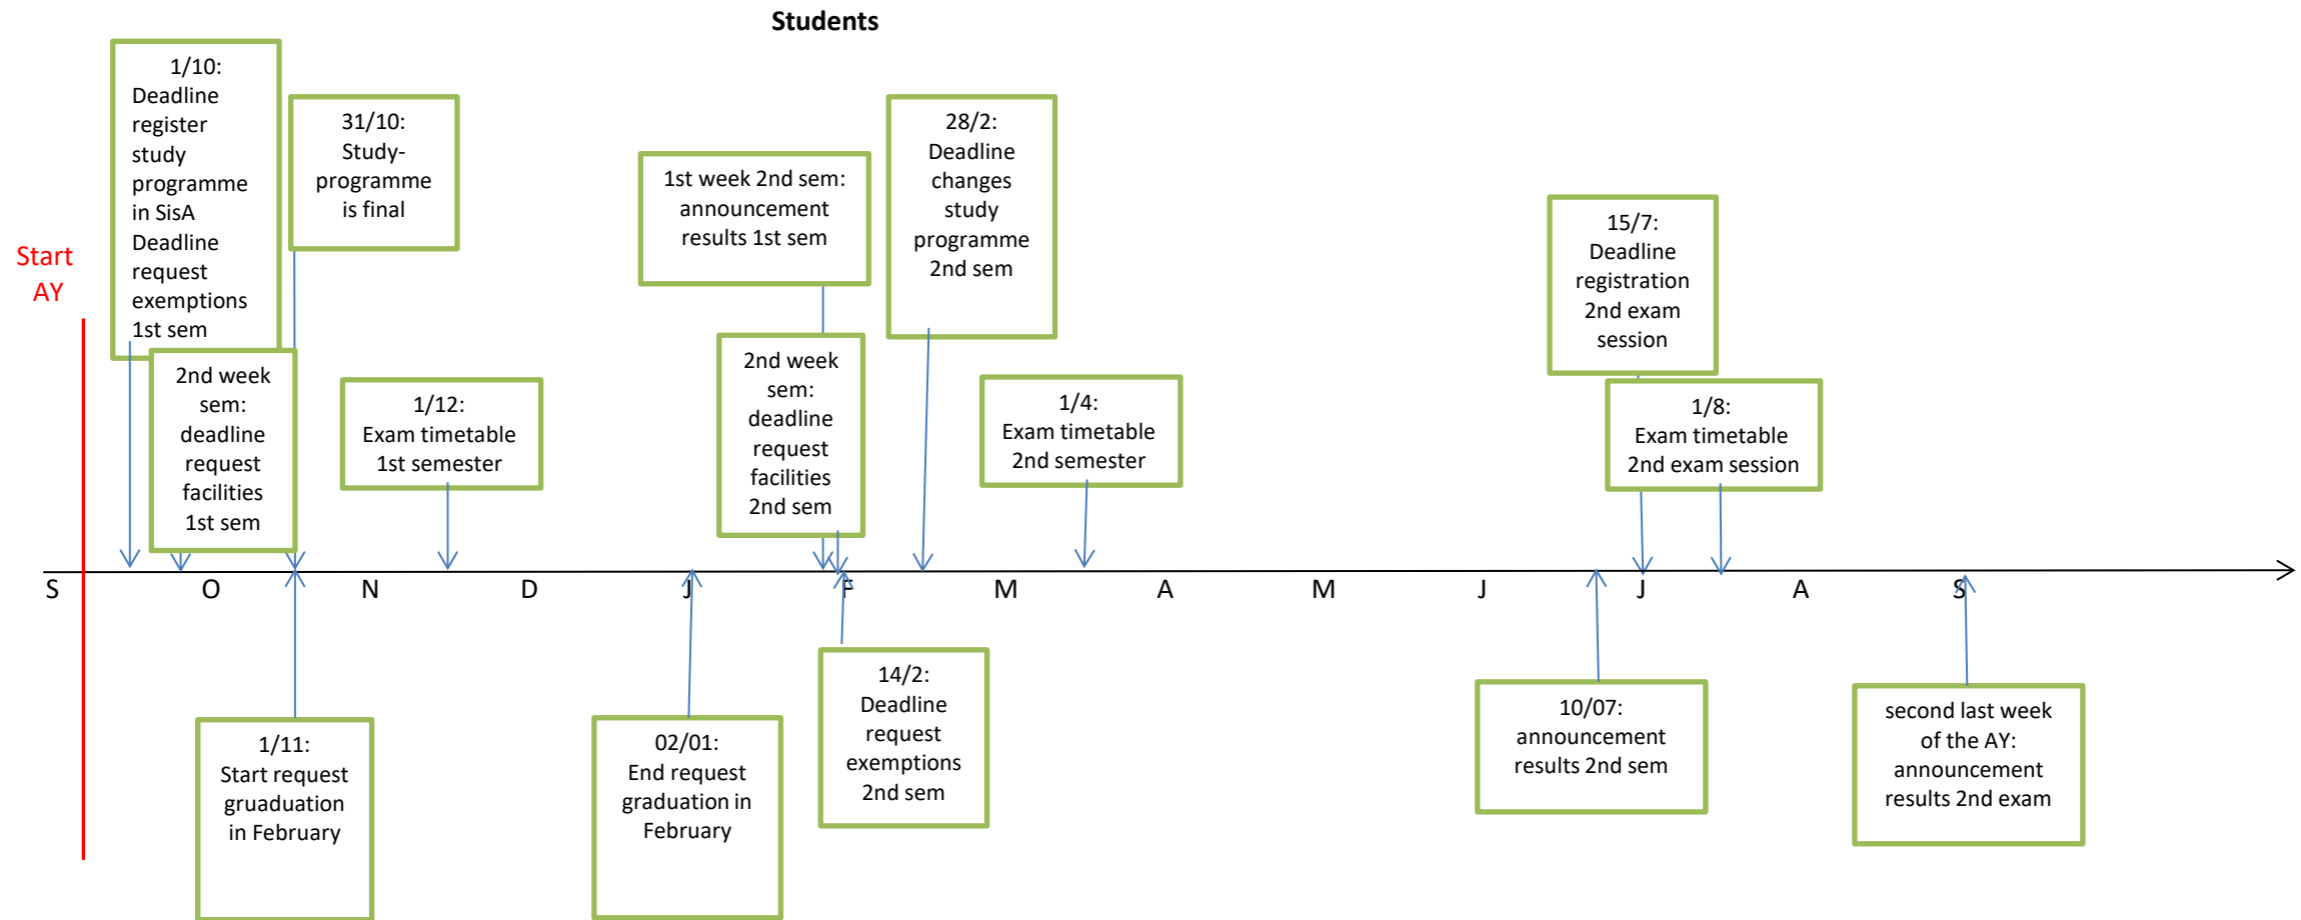 Students
1/10:
Deadline
register
study
programme
in SisA
Deadline
request
exemptions
1st sem
31/10:
Study-
programme
is final
1st week 2nd sem:
announcement
results 1st sem
28/2:
Deadline
changes
study
programme
2nd sem
15/7:
Deadline
registration
2nd exam
session
Start
AY
2nd week
sem:
deadline
request
facilities
1st sem
1/12:
Exam timetable
1st semester
2nd week
sem:
deadline
request
facilities
2nd sem
1/4:
Exam timetable
2nd semester
1/8:
Exam timetable
2nd exam session
S O N D J F M A M J J A S
1/11:
Start request
gruaduation
in February
02/01:
End request
graduation in
February
14/2:
Deadline
request
exemptions
2nd sem
10/07:
announcement
results 2nd sem
second last week
of the AY:
announcement
results 2nd exam